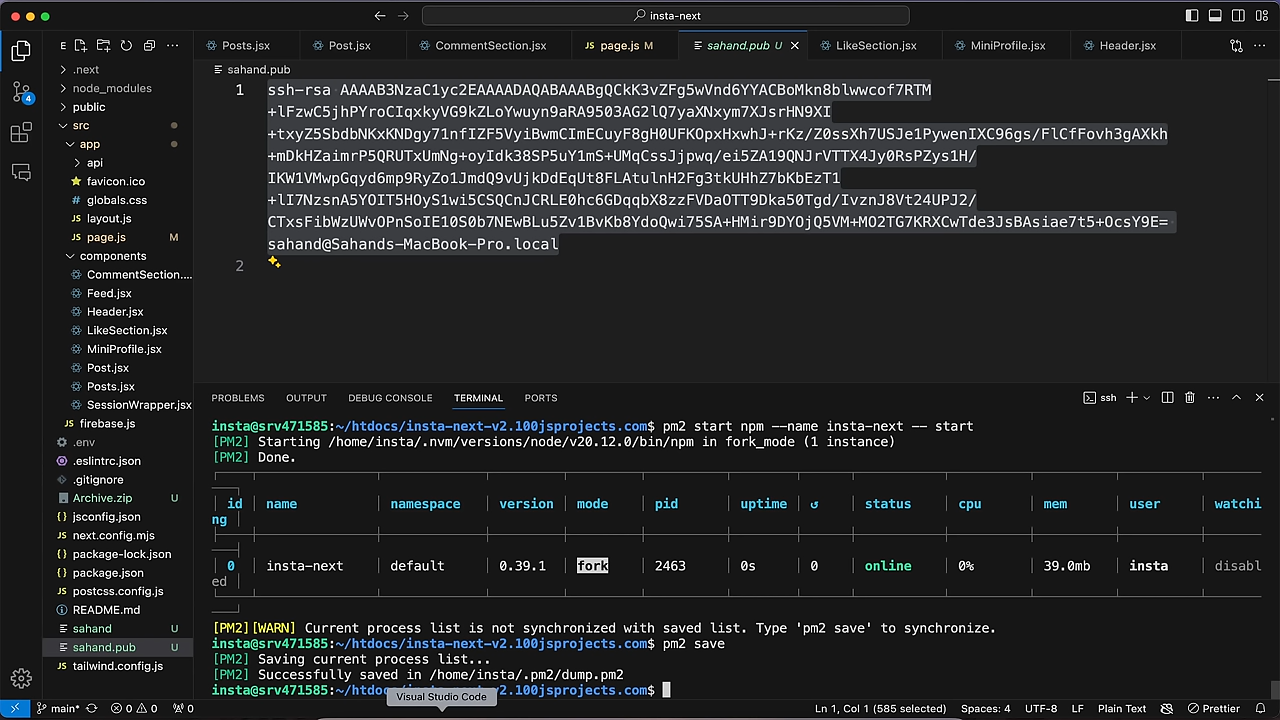 insta-next
E
Posts.jsx
Post.jsx
CommentSection.jsx
JS page.js M
sahand.pub U
LikeSection.jsx
MiniProfile.jsx
Header.jsx
.next
node_modules
public
src
app
api
favicon.ico
# globals.css
JS layout.js
JS page.js M
components
CommentSection....
Feed.jsx
Header.jsx
LikeSection.jsx
MiniProfile.jsx
Post.jsx
Posts.jsx
SessionWrapper.jsx
JS firebase.js
.env
.eslintrc.json
.gitignore
Archive.zip U
{} jsconfig.json
JS next.config.mjs
{} package-lock.json
{} package.json
JS postcss.config.js
README.md
sahand U
sahand.pub U
JS tailwind.config.js
4
sahand.pub
1 ssh-rsa AAAAB3NzaC1yc2EAAAADAQABAAABgQCkK3vZFg5wVnd6YYACBoMkn8blwwcof7RTM
+lFzwC5jhPYroCIqxkyVG9kZLoYwuyn9aRA9503AG2lQ7yaXNxym7XJsrHN9XI
+txyZ5SbdbNKxKNDgy71nfIZF5VyiBwmCImECuyF8gH0UFKOpxHxwhJ+rKz/Z0ssXh7USJe1PywenIXC96gs/FlCfFovh3gAXkh
+mDkHZaimrP5QRUTxUmNg+oyIdk38SP5uY1mS+UMqCssJjpwq/ei5ZA19QNJrVTTX4Jy0RsPZys1H/
IKW1VMwpGqyd6mp9RyZo1JmdQ9vUjkDdEqUt8FLAtulnH2Fg3tkUHhZ7bKbEzT1
+lI7NzsnA5YOIT5HOyS1wi5CSQCnJCRLE0hc6GDqqbX8zzFVDaOTT9Dka50Tgd/IvznJ8Vt24UPJ2/
CTxsFibWzUWvOPnSoIE10S0b7NEwBLu5Zv1BvKb8YdoQwi75SA+HMir9DYOjQ5VM+MO2TG7KRXCwTde3JsBAsiae7t5+OcsY9E=
sahand@Sahands-MacBook-Pro.local
2
PROBLEMS OUTPUT DEBUG CONSOLE TERMINAL PORTS
ssh
insta@srv471585:~/htdocs/insta-next-v2.100jsprojects.com$ pm2 start npm --name insta-next -- start
[PM2] Starting /home/insta/.nvm/versions/node/v20.12.0/bin/npm in fork_mode (1 instance)
[PM2] Done.
id name namespace version mode pid uptime ↺ status cpu mem user watchi
ng
0 insta-next default 0.39.1 fork 2463 0s 0 online 0% 39.0mb insta disabl
ed
[PM2][WARN] Current process list is not synchronized with saved list. Type 'pm2 save' to synchronize.
insta@srv471585:~/htdocs/insta-next-v2.100jsprojects.com$ pm2 save
[PM2] Saving current process list...
[PM2] Successfully saved in /home/insta/.pm2/dump.pm2
insta@srv471585:~/htdocs/insta-next-v2.100jsprojects.com$
Visual Studio Code
main* 0 0 0 Ln 1, Col 1 (585 selected) Spaces: 4 UTF-8 LF Plain Text Prettier